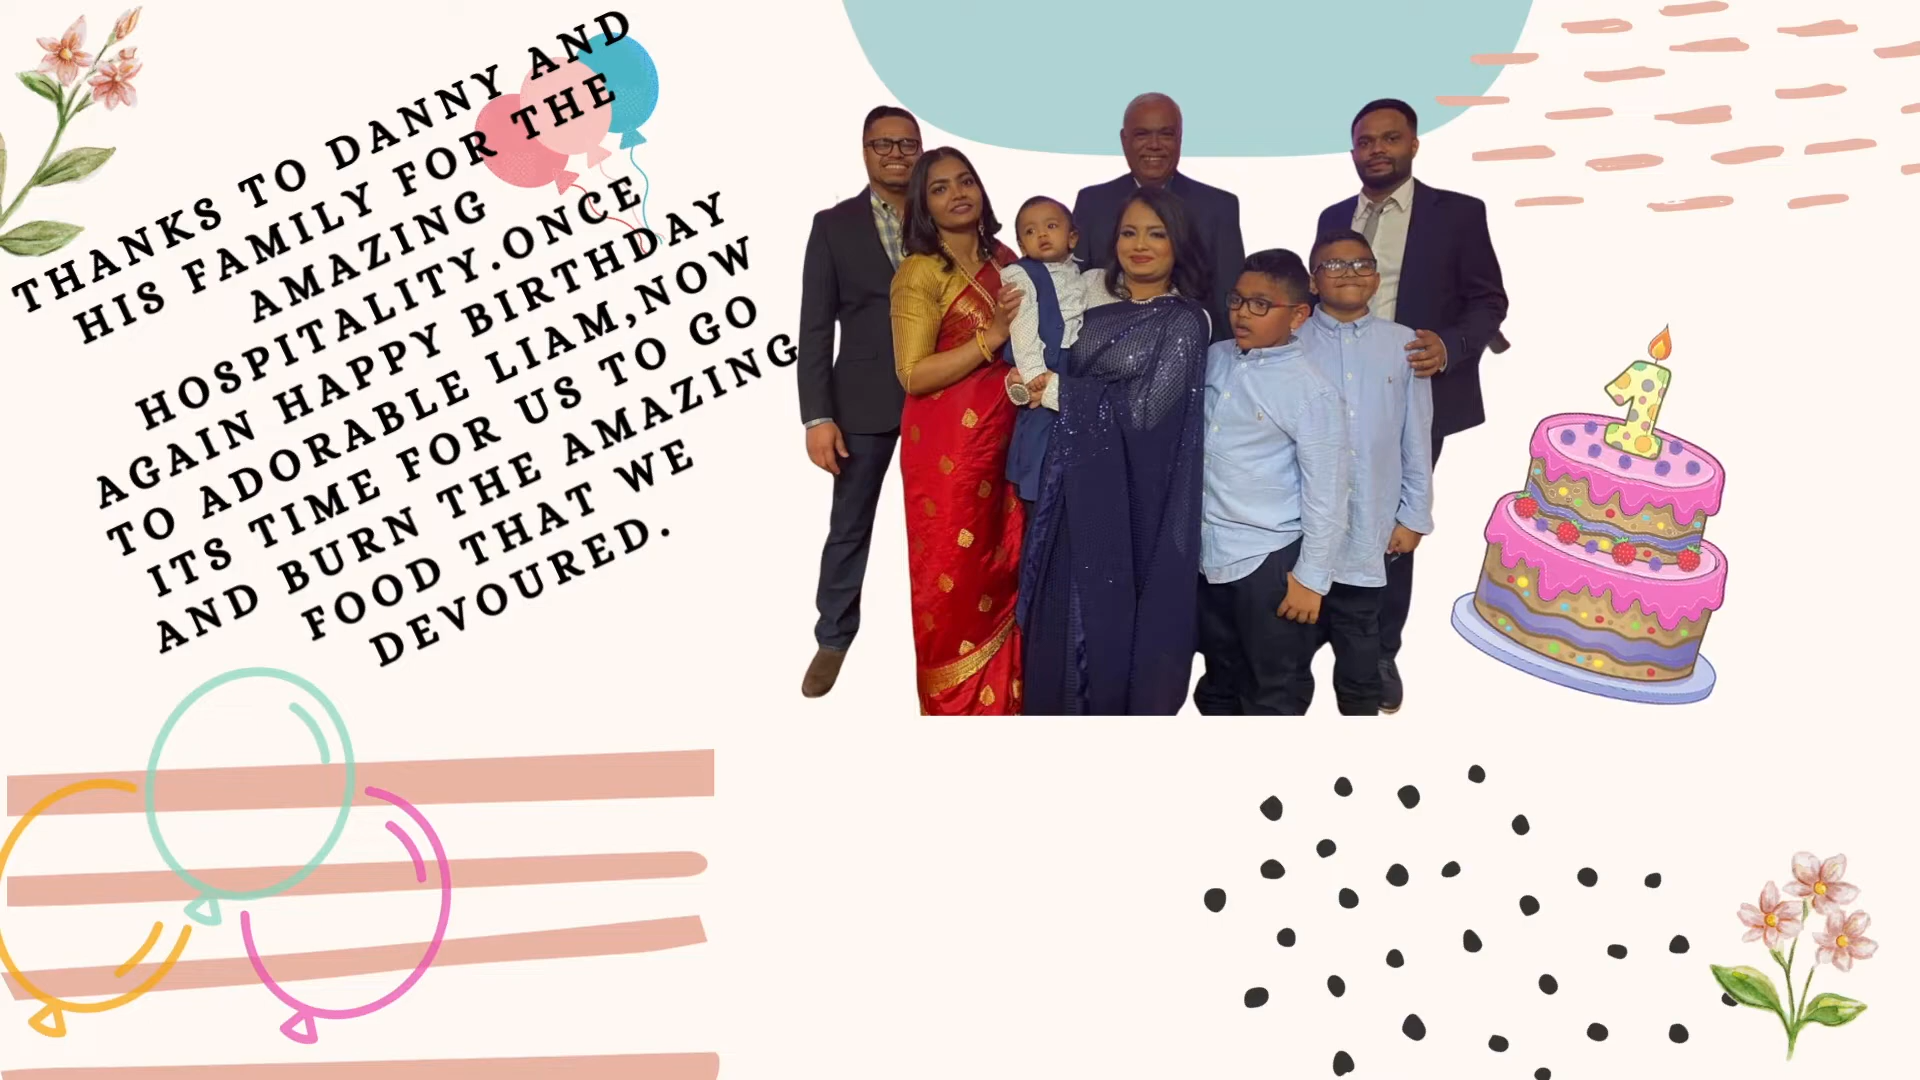 THANKS TO DANNY AND
HIS FAMILY FOR THE
AMAZING
HOSPITALITY.ONCE
AGAIN HAPPY BIRTHDAY
TO ADORABLE LIAM,NOW
ITS TIME FOR US TO GO
AND BURN THE AMAZING
FOOD THAT WE
DEVOURED.
1